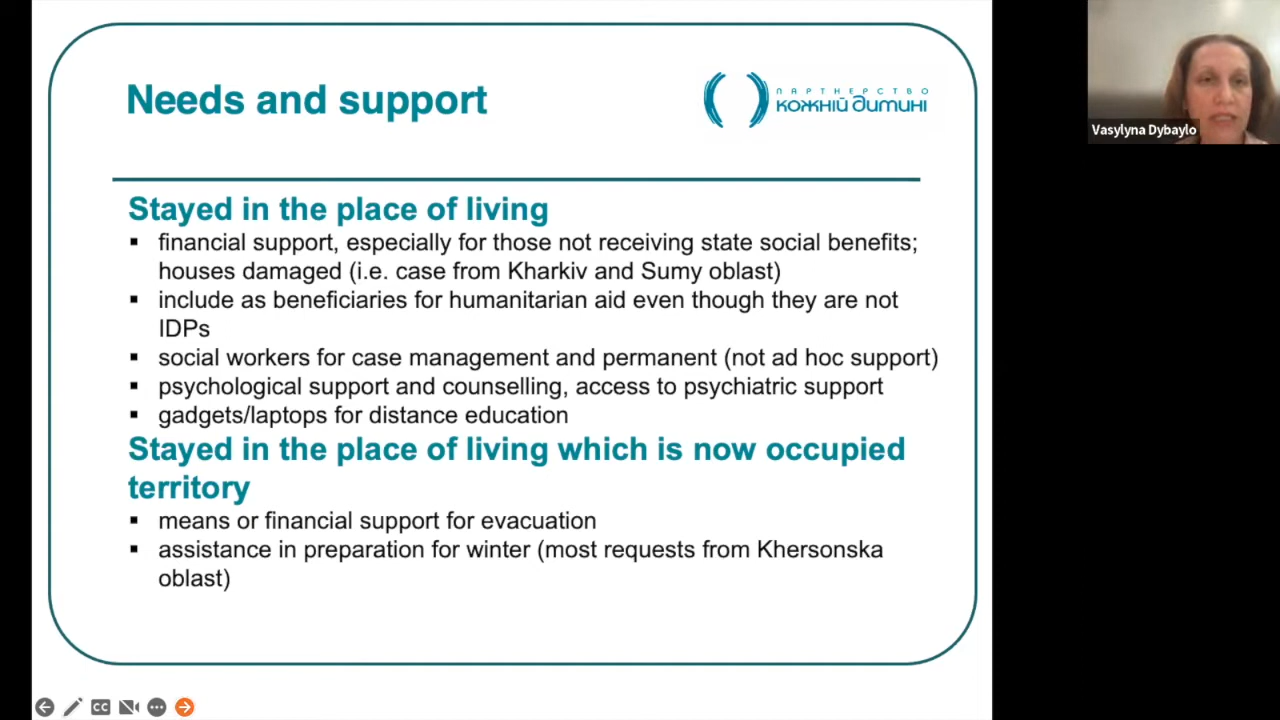 Needs and support
ПАРТНЕРСТВО
КОЖНІЙ ДИТИНІ
Vasylyna Dybaylo
Stayed in the place of living
▪ financial support, especially for those not receiving state social benefits;
houses damaged (i.e. case from Kharkiv and Sumy oblast)
▪ include as beneficiaries for humanitarian aid even though they are not
IDPs
▪ social workers for case management and permanent (not ad hoc support)
▪ psychological support and counselling, access to psychiatric support
▪ gadgets/laptops for distance education
Stayed in the place of living which is now occupied
territory
▪ means or financial support for evacuation
▪ assistance in preparation for winter (most requests from Khersonska
oblast)
CC